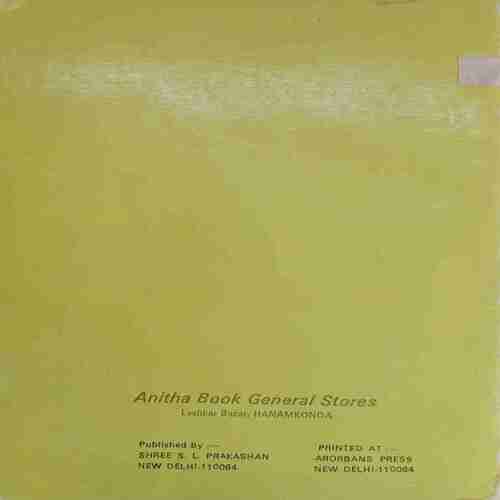 Anitha Book General Stores
Lashkar Bazar, HANAMKONDA
Published By :—
SHREE S. L. PRAKASHAN
NEW DELHI-110064.
PRINTED AT :—
ARORBANS PRESS
NEW DELHI-110064